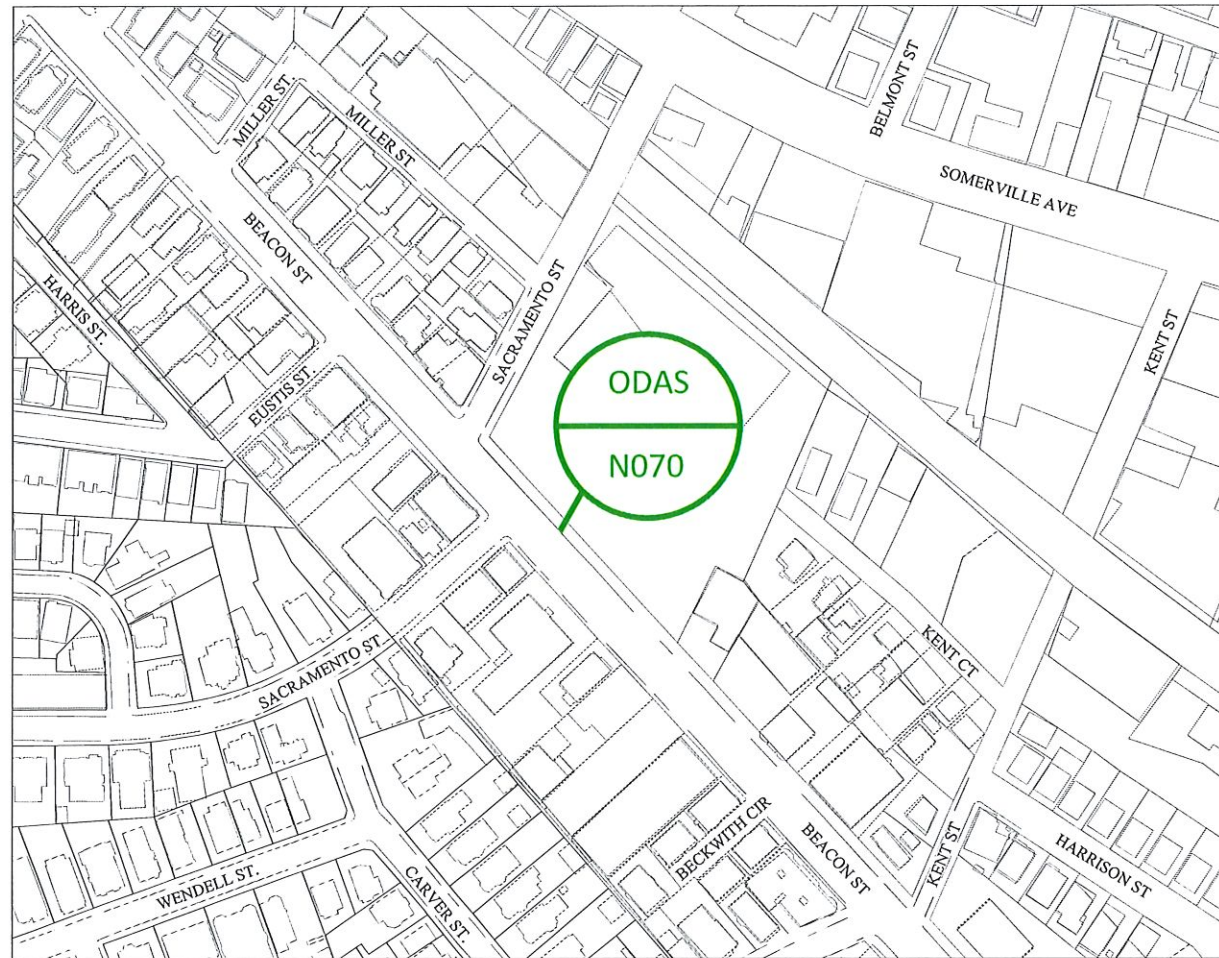 MILLER ST.
MILLER ST
BELMONT ST
SOMERVILLE AVE
BEACON ST
HARRIS ST.
SACRAMENTO ST
KENT ST
EUSTIS ST.
ODAS
N070
KENT CT
SACRAMENTO ST.
BECKWITH CIR
BEACON ST
KENT ST
HARRISON ST
WENDELL ST.
CARVER ST.